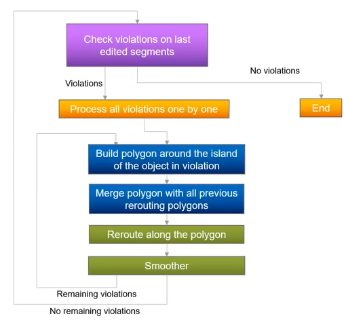 Check violations on last
edited segments
No violations
Violations
Process all violations one by one
End
Build polygon around the island
of the object in violation
Merge polygon with all previous
rerouting polygons
Reroute along the polygon
Smoother
Remaining violations
No remaining violations